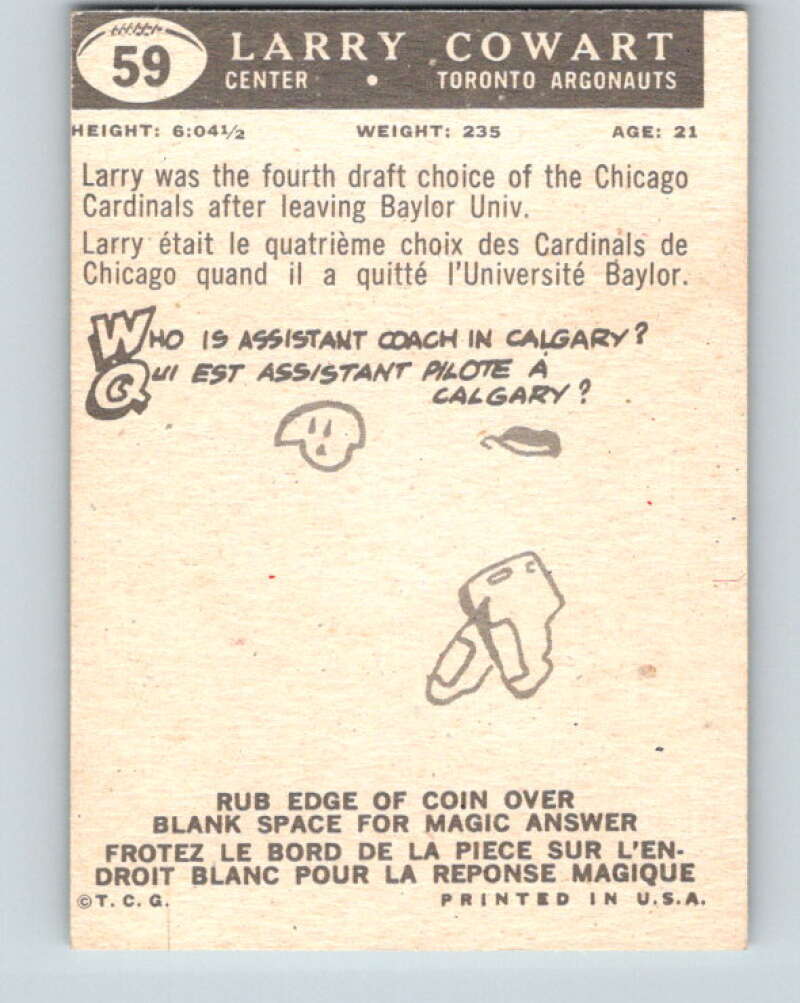 59
LARRY COWART
CENTER • TORONTO ARGONAUTS
HEIGHT: 6:04½ WEIGHT: 235 AGE: 21
Larry was the fourth draft choice of the Chicago
Cardinals after leaving Baylor Univ.
Larry était le quatrième choix des Cardinals de
Chicago quand il a quitté l'Université Baylor.
WHO IS ASSISTANT COACH IN CALGARY?
QUI EST ASSISTANT PILOTE A
CALGARY?
RUB EDGE OF COIN OVER
BLANK SPACE FOR MAGIC ANSWER
FROTEZ LE BORD DE LA PIECE SUR L'EN-
DROIT BLANC POUR LA REPONSE MAGIQUE
©T. C. G. PRINTED IN U.S.A.